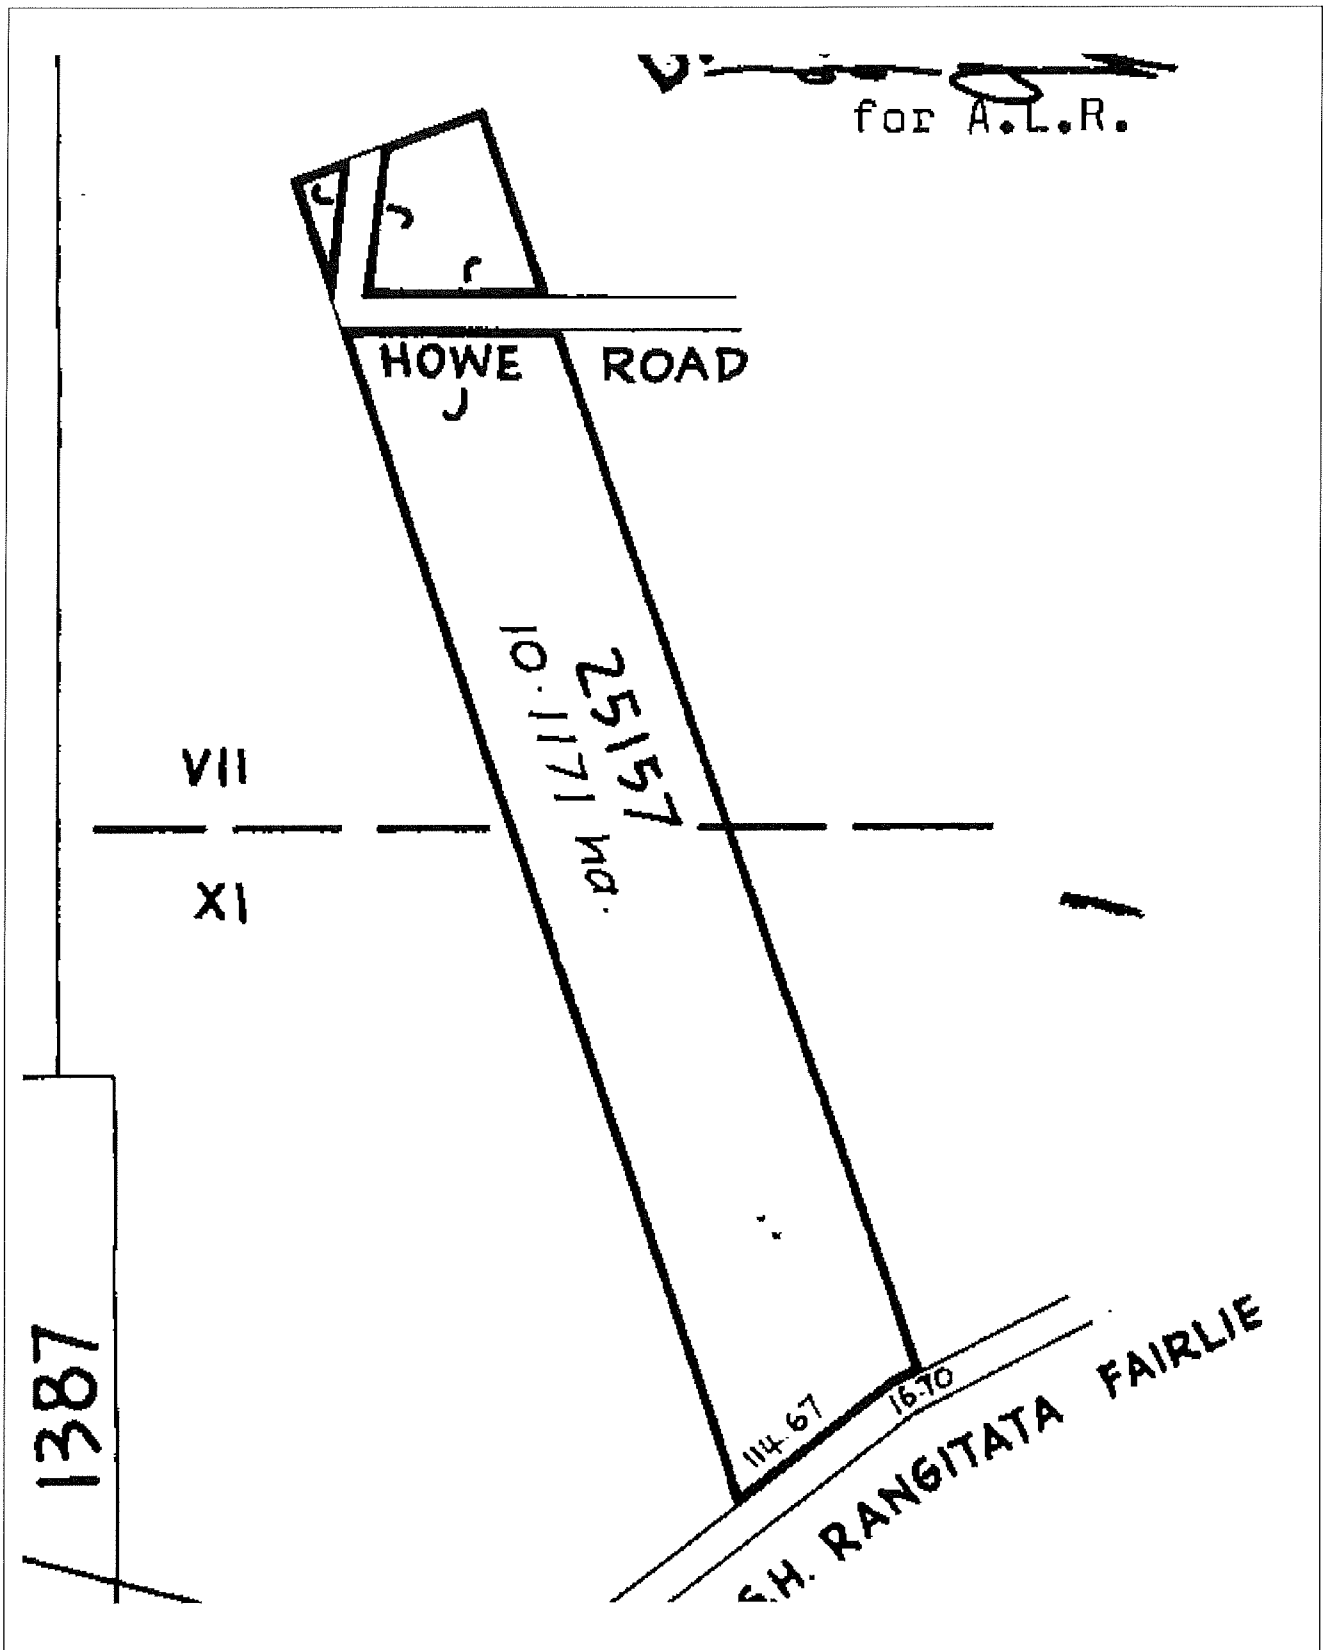 for A.L.R.
HOWE ROAD
25157
10.1171 ha.
VII
XI
1387
114.67
16.70
S.H. RANGITATA FAIRLIE